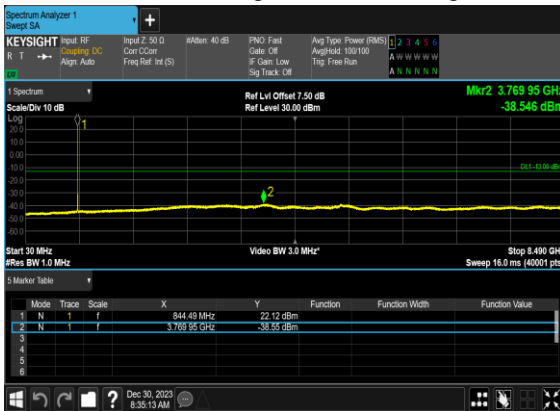 Spectrum Analyzer 1
Swept SA
+
KEYSIGHT Input: RF Input Z: 50 Ω #Atten: 40 dB PNO: Fast Avg Type: Power (RMS) 1 2 3 4 5 6
R T Coupling: DC Corr CCorr Gate: Off Avg|Hold: 100/100 A W W W W W
Align: Auto Freq Ref: Int (S) IF Gain: Low Trig: Free Run
Sig Track: Off A N N N N N
1 Spectrum Ref Lvl Offset 7.50 dB Mkr2 3.769 95 GHz
Scale/Div 10 dB Ref Level 30.00 dBm -38.546 dBm
Log
20.0
10.0
0.00
-10.0
DL1 -13.00 dBm
-20.0
-30.0
-40.0
-50.0
-60.0
1
2
Start 30 MHz Video BW 3.0 MHz* Stop 8.490 GHz
#Res BW 1.0 MHz Sweep 16.0 ms (40001 pts
5 Marker Table
Mode Trace Scale X Y Function Function Width Function Value
1 N 1 f 844.49 MHz 22.12 dBm
2 N 1 f 3.769 95 GHz -38.55 dBm
3
4
5
6
? Dec 30, 2023
8:35:13 AM